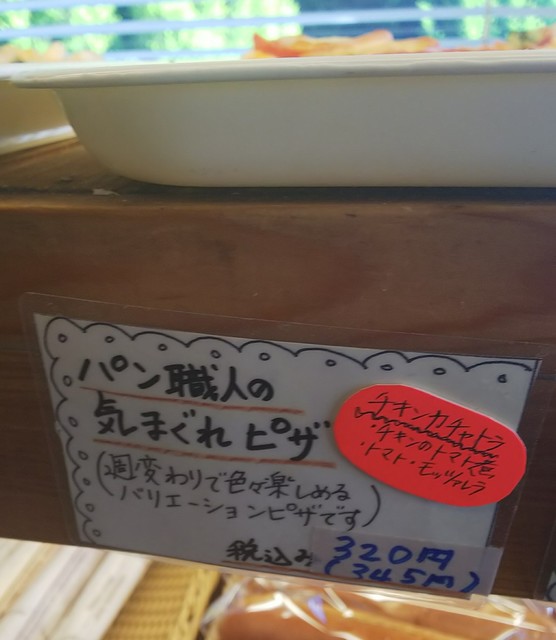 パン職人の
気まぐれピザ
(週変わりで色々楽しめる
バリエーションピザです)
税込み 320円
(345円)
チキンカチャトラ
・チキンのトマト煮
・トマト・モッツァレラ